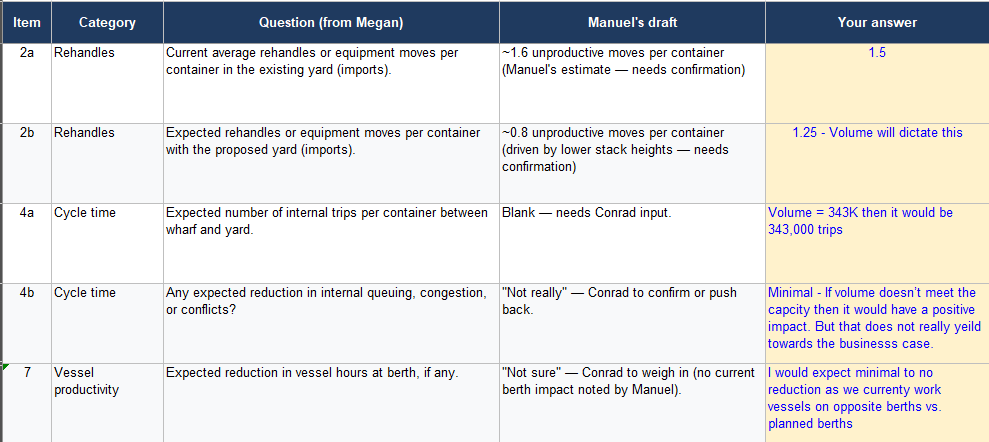 Item Category Question (from Megan) Manuel's draft Your answer
2a Rehandles Current average rehandles or equipment moves per container in the existing yard (imports). ~1.6 unproductive moves per container (Manuel's estimate — needs confirmation) 1.5
2b Rehandles Expected rehandles or equipment moves per container with the proposed yard (imports). ~0.8 unproductive moves per container (driven by lower stack heights — needs confirmation) 1.25 - Volume will dictate this
4a Cycle time Expected number of internal trips per container between wharf and yard. Blank — needs Conrad input. Volume = 343K then it would be 343,000 trips
4b Cycle time Any expected reduction in internal queuing, congestion, or conflicts? "Not really" — Conrad to confirm or push back. Minimal - If volume doesn't meet the capcity then it would have a positive impact. But that does not really yeild towards the businesss case.
7 Vessel productivity Expected reduction in vessel hours at berth, if any. "Not sure" — Conrad to weigh in (no current berth impact noted by Manuel). I would expect minimal to no reduction as we currenty work vessels on opposite berths vs. planned berths